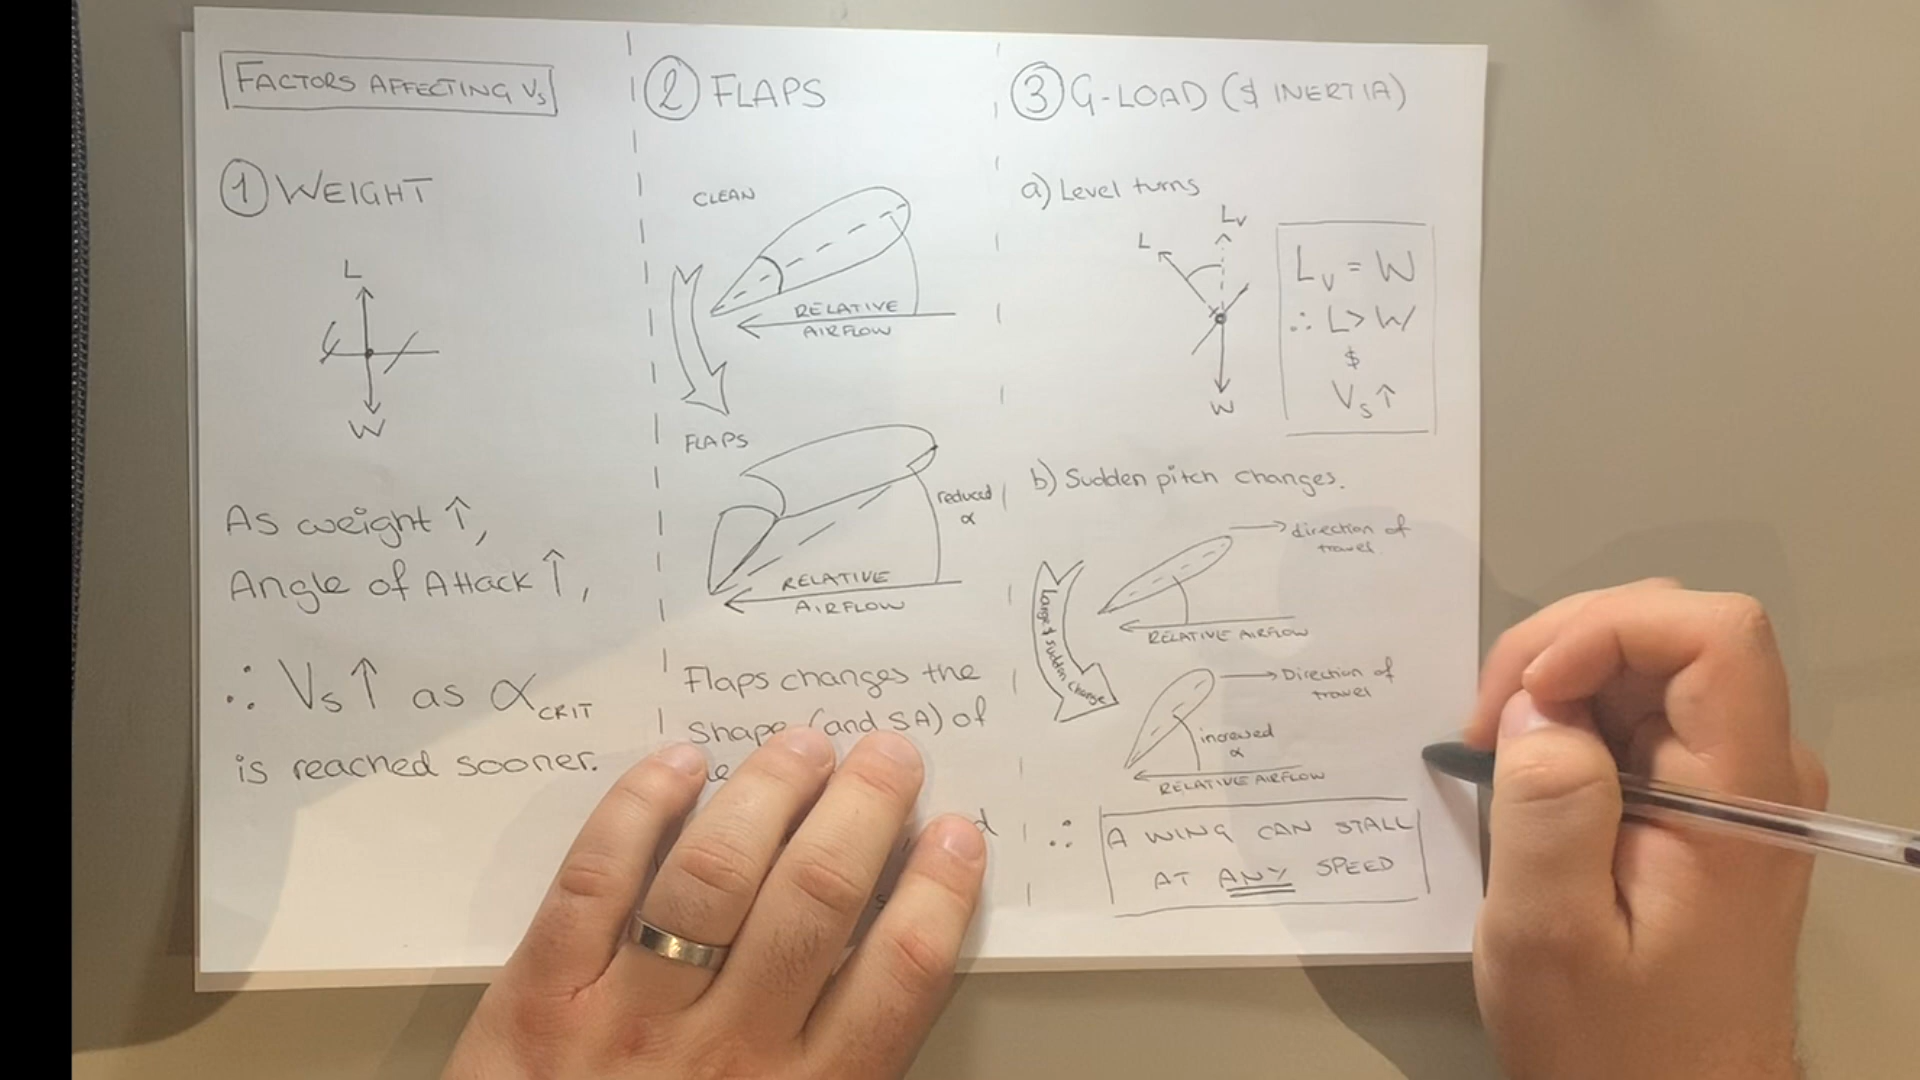 FACTORS AFFECTING Vs
① WEIGHT
L
W
As weight ↑,
Angle of Attack ↑,
∴ Vs ↑ as αCRIT
is reached sooner.
② FLAPS
CLEAN
RELATIVE
AIRFLOW
FLAPS
reduced
α
RELATIVE
AIRFLOW
Flaps changes the
shape (and SA) of
③ G-LOAD ($ INERTIA)
a) Level turns
Lv
L
W
Lv = W
∴ L > W
$
Vs ↑
b) Sudden pitch changes.
direction of
travel
RELATIVE AIRFLOW
Large $ sudden change
Direction of
travel
increased
α
RELATIVE AIRFLOW
∴ A WING CAN STALL
AT ANY SPEED